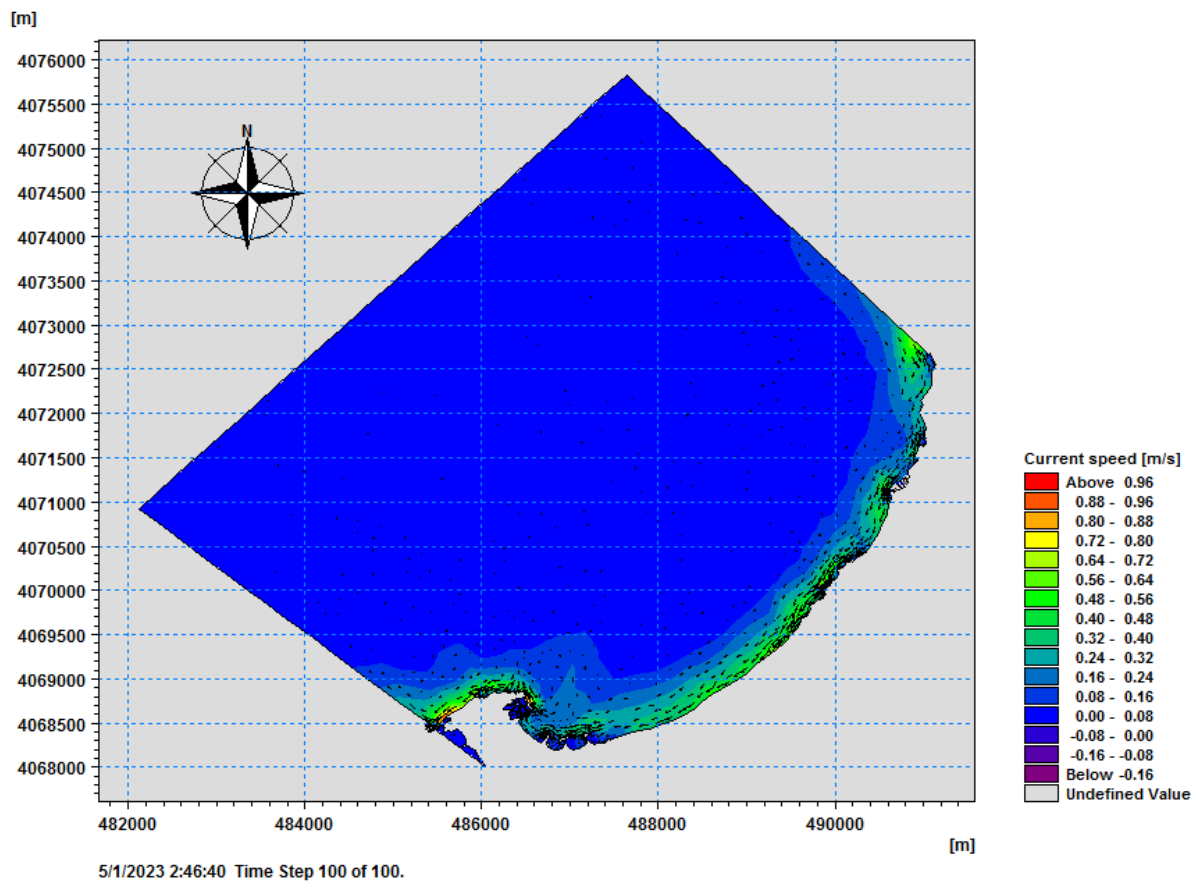 [m]
4076000
4075500
4075000
4074500
4074000
4073500
4073000
4072500
4072000
4071500
4071000
4070500
4070000
4069500
4069000
4068500
4068000
N
482000 484000 486000 488000 490000
[m]
5/1/2023 2:46:40 Time Step 100 of 100.
Current speed [m/s]
Above 0.96
0.88 - 0.96
0.80 - 0.88
0.72 - 0.80
0.64 - 0.72
0.56 - 0.64
0.48 - 0.56
0.40 - 0.48
0.32 - 0.40
0.24 - 0.32
0.16 - 0.24
0.08 - 0.16
0.00 - 0.08
-0.08 - 0.00
-0.16 - -0.08
Below -0.16
Undefined Value